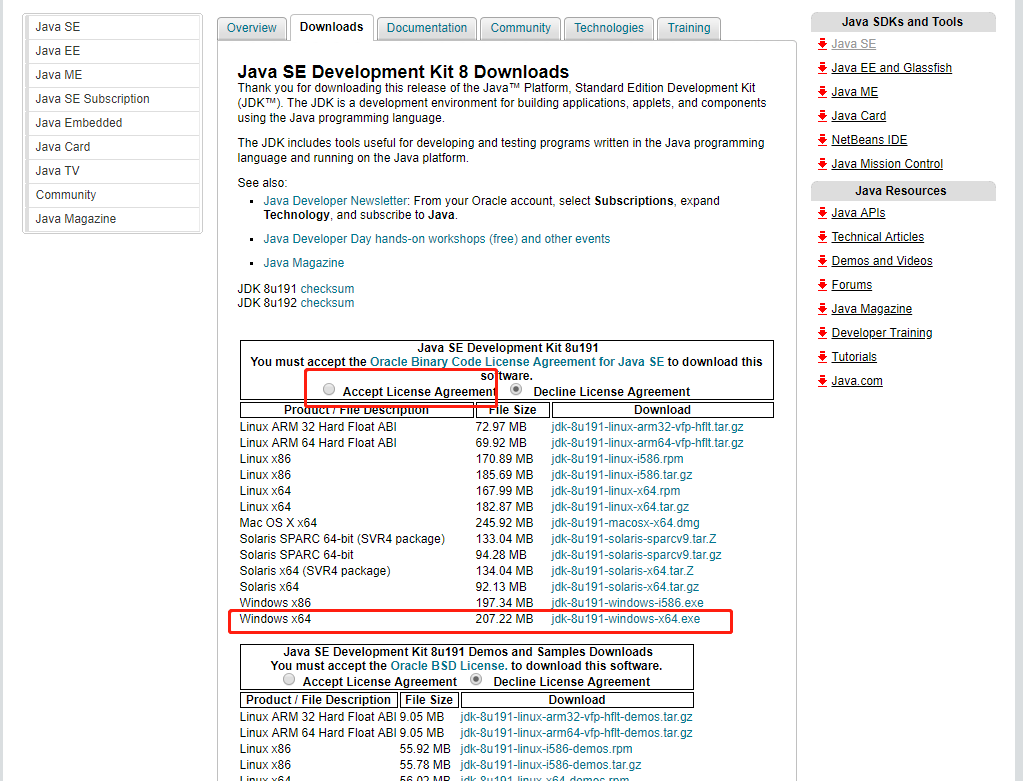 Java SE
Java EE
Java ME
Java SE Subscription
Java Embedded
Java Card
Java TV
Community
Java Magazine
Overview
Downloads
Documentation
Community
Technologies
Training
Java SE Development Kit 8 Downloads
Thank you for downloading this release of the Java™ Platform, Standard Edition Development Kit
(JDK™). The JDK is a development environment for building applications, applets, and components
using the Java programming language.
The JDK includes tools useful for developing and testing programs written in the Java programming
language and running on the Java platform.
See also:
Java Developer Newsletter: From your Oracle account, select Subscriptions, expand
Technology, and subscribe to Java.
Java Developer Day hands-on workshops (free) and other events
Java Magazine
JDK 8u191 checksum
JDK 8u192 checksum
Java SE Development Kit 8u191
You must accept the Oracle Binary Code License Agreement for Java SE to download this
software.
Accept License Agreement Decline License Agreement
Product / File Description File Size Download
Linux ARM 32 Hard Float ABI 72.97 MB jdk-8u191-linux-arm32-vfp-hflt.tar.gz
Linux ARM 64 Hard Float ABI 69.92 MB jdk-8u191-linux-arm64-vfp-hflt.tar.gz
Linux x86 170.89 MB jdk-8u191-linux-i586.rpm
Linux x86 185.69 MB jdk-8u191-linux-i586.tar.gz
Linux x64 167.99 MB jdk-8u191-linux-x64.rpm
Linux x64 182.87 MB jdk-8u191-linux-x64.tar.gz
Mac OS X x64 245.92 MB jdk-8u191-macosx-x64.dmg
Solaris SPARC 64-bit (SVR4 package) 133.04 MB jdk-8u191-solaris-sparcv9.tar.Z
Solaris SPARC 64-bit 94.28 MB jdk-8u191-solaris-sparcv9.tar.gz
Solaris x64 (SVR4 package) 134.04 MB jdk-8u191-solaris-x64.tar.Z
Solaris x64 92.13 MB jdk-8u191-solaris-x64.tar.gz
Windows x86 197.34 MB jdk-8u191-windows-i586.exe
Windows x64 207.22 MB jdk-8u191-windows-x64.exe
Java SE Development Kit 8u191 Demos and Samples Downloads
You must accept the Oracle BSD License. to download this software.
Accept License Agreement Decline License Agreement
Product / File Description File Size Download
Linux ARM 32 Hard Float ABI 9.05 MB jdk-8u191-linux-arm32-vfp-hflt-demos.tar.gz
Linux ARM 64 Hard Float ABI 9.05 MB jdk-8u191-linux-arm64-vfp-hflt-demos.tar.gz
Linux x86 55.92 MB jdk-8u191-linux-i586-demos.rpm
Linux x86 55.78 MB jdk-8u191-linux-i586-demos.tar.gz
Linux x64 56.02 MB jdk-8u191-linux-x64-demos.rpm
Java SDKs and Tools
Java SE
Java EE and Glassfish
Java ME
Java Card
NetBeans IDE
Java Mission Control
Java Resources
Java APIs
Technical Articles
Demos and Videos
Forums
Java Magazine
Developer Training
Tutorials
Java.com